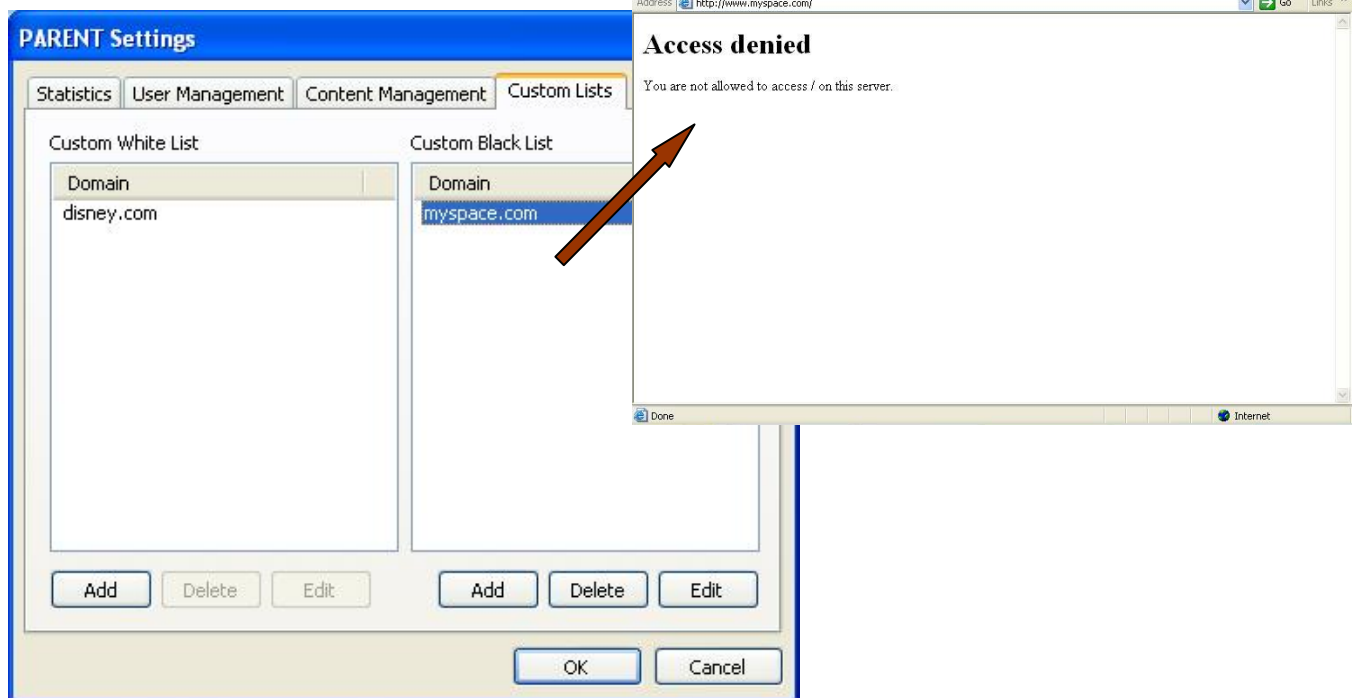 PARENT Settings
Statistics User Management Content Management Custom Lists
Custom White List Custom Black List
Domain Domain
disney.com myspace.com
Add Delete Edit Add Delete Edit
OK Cancel
Address http://www.myspace.com/ Go Links
Access denied
You are not allowed to access / on this server.
Done Internet